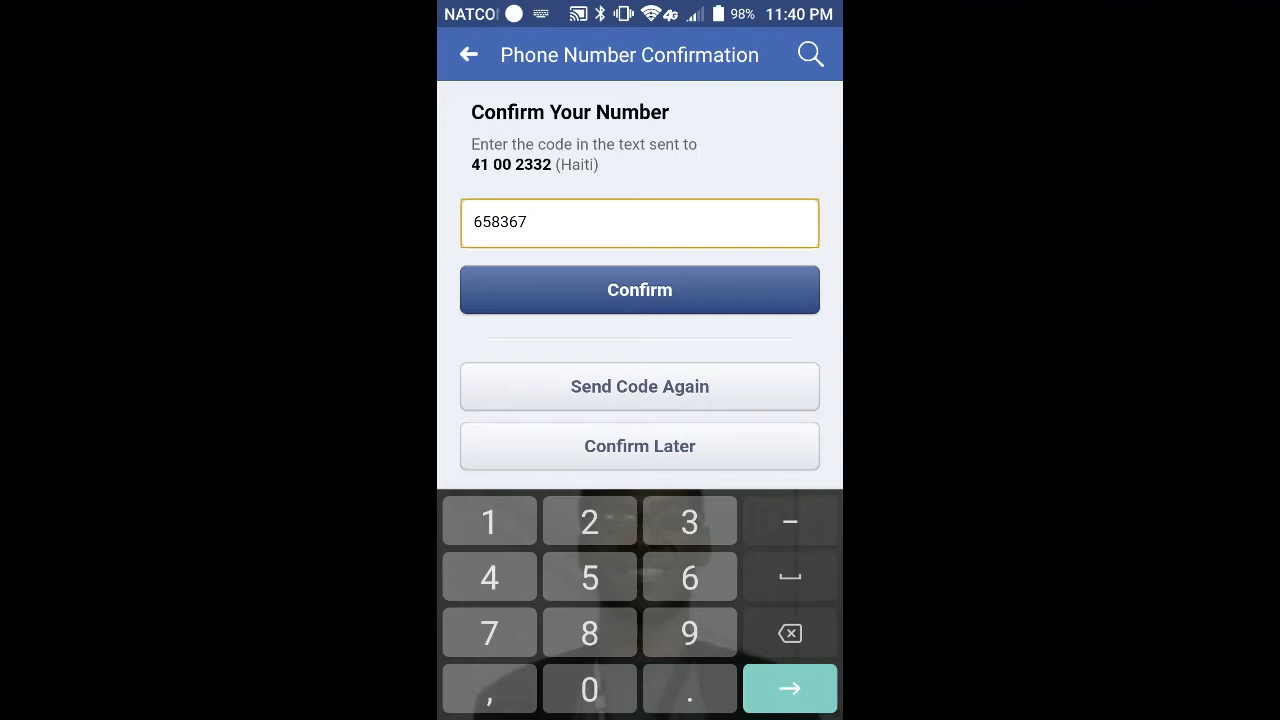 NATCO 4G 98% 11:40 PM
Phone Number Confirmation
Confirm Your Number
Enter the code in the text sent to
41 00 2332 (Haiti)
658367
Confirm
Send Code Again
Confirm Later
1 2 3 –
4 5 6
7 8 9
, 0 .